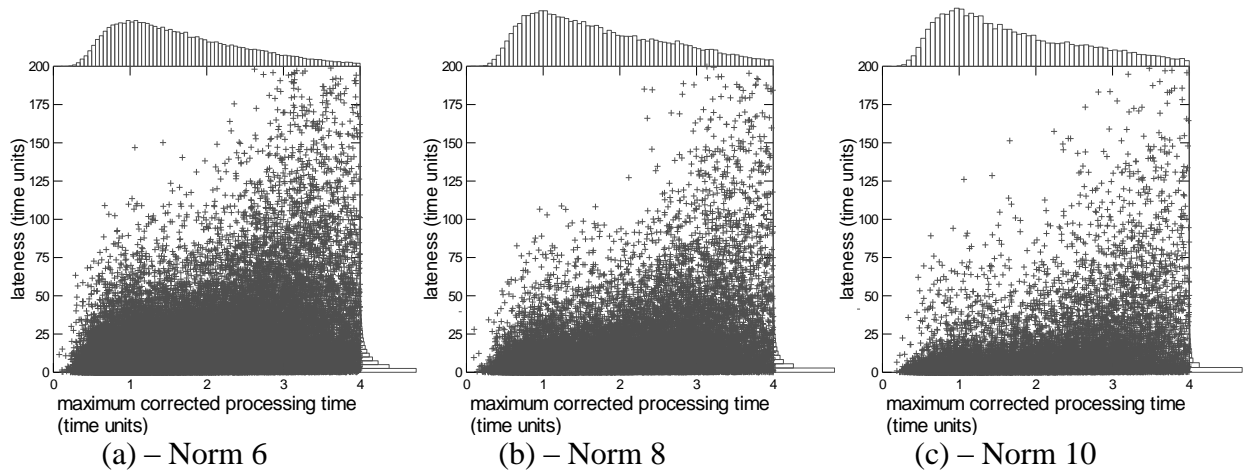 200
175
150
125
100
75
50
25
0
lateness (time units)
0 1 2 3 4
maximum corrected processing time
(time units)
(a) – Norm 6
200
175
150
125
100
75
50
25
0
lateness (time units)
0 1 2 3 4
maximum corrected processing time
(time units)
(b) – Norm 8
200
175
150
125
100
75
50
25
0
lateness (time units)
0 1 2 3 4
maximum corrected processing time
(time units)
(c) – Norm 10